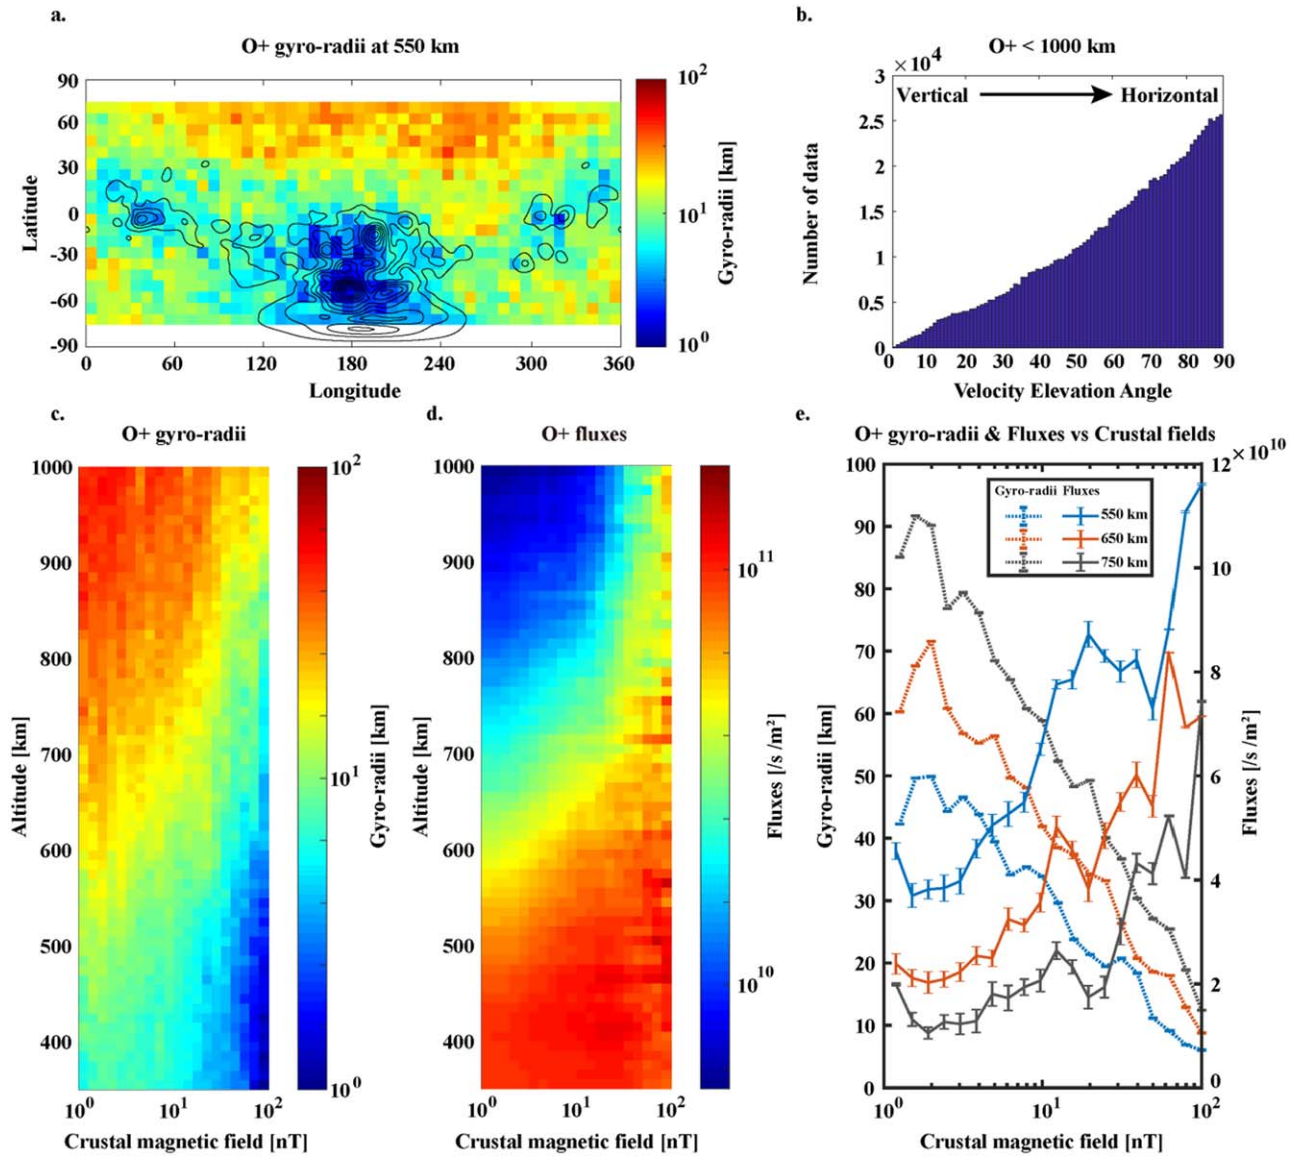 a.
O+ gyro-radii at 550 km
90
60
30
0
-30
-60
-90
Latitude
0 60 120 180 240 300 360
Longitude
10^2
10^1
10^0
Gyro-radii [km]
b.
O+ < 1000 km
×10^4
3
2.5
2
1.5
1
0.5
0
Number of data
Vertical Horizontal
0 10 20 30 40 50 60 70 80 90
Velocity Elevation Angle
c.
O+ gyro-radii
1000
900
800
700
600
500
400
Altitude [km]
10^0 10^1 10^2
Crustal magnetic field [nT]
10^2
10^1
10^0
Gyro-radii [km]
d.
O+ fluxes
1000
900
800
700
600
500
400
Altitude [km]
10^0 10^1 10^2
Crustal magnetic field [nT]
10^11
10^10
Fluxes [/s /m^2]
e.
O+ gyro-radii & Fluxes vs Crustal fields
100
90
80
70
60
50
40
30
20
10
0
Gyro-radii [km]
Gyro-radii Fluxes
550 km
650 km
750 km
×10^10
12
10
8
6
4
2
0
Fluxes [/s /m^2]
10^0 10^1 10^2
Crustal magnetic field [nT]